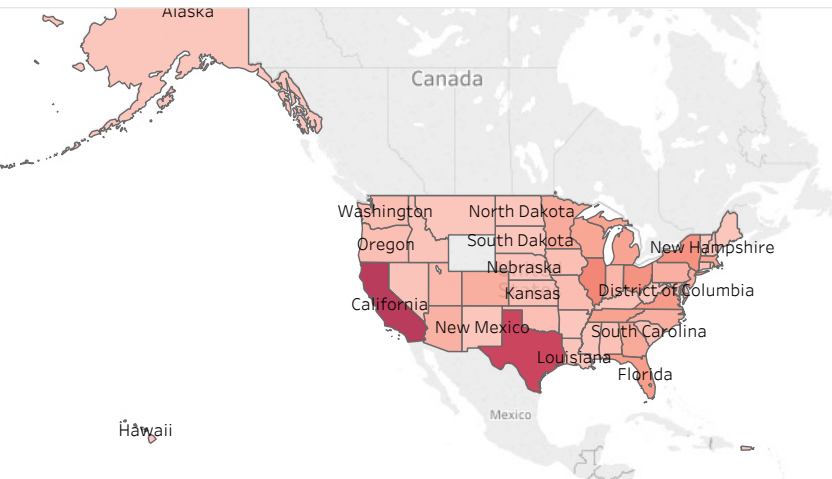 Alaska
Canada
Washington
North Dakota
Oregon
South Dakota
New Hampshire
Nebraska
Kansas
District of Columbia
California
New Mexico
South Carolina
Louisiana
Florida
Mexico
Hawaii